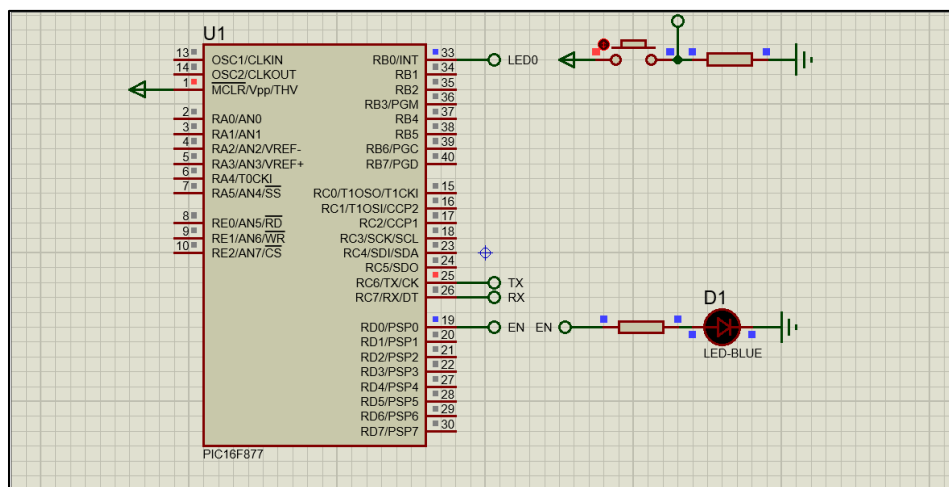 U1
13 OSC1/CLKIN RB0/INT 33 LED0
14 OSC2/CLKOUT RB1 34
1 MCLR/Vpp/THV RB2 35
RB3/PGM 36
2 RA0/AN0 RB4 37
3 RA1/AN1 RB5 38
4 RA2/AN2/VREF- RB6/PGC 39
5 RA3/AN3/VREF+ RB7/PGD 40
6 RA4/T0CKI
7 RA5/AN4/SS RC0/T1OSO/T1CKI 15
RC1/T1OSI/CCP2 16
8 RE0/AN5/RD RC2/CCP1 17
9 RE1/AN6/WR RC3/SCK/SCL 18
10 RE2/AN7/CS RC4/SDI/SDA 23
RC5/SDO 24
RC6/TX/CK 25 TX
RC7/RX/DT 26 RX
D1
RD0/PSP0 19 EN EN
RD1/PSP1 20
RD2/PSP2 21 LED-BLUE
RD3/PSP3 22
RD4/PSP4 27
RD5/PSP5 28
RD6/PSP6 29
RD7/PSP7 30
PIC16F877